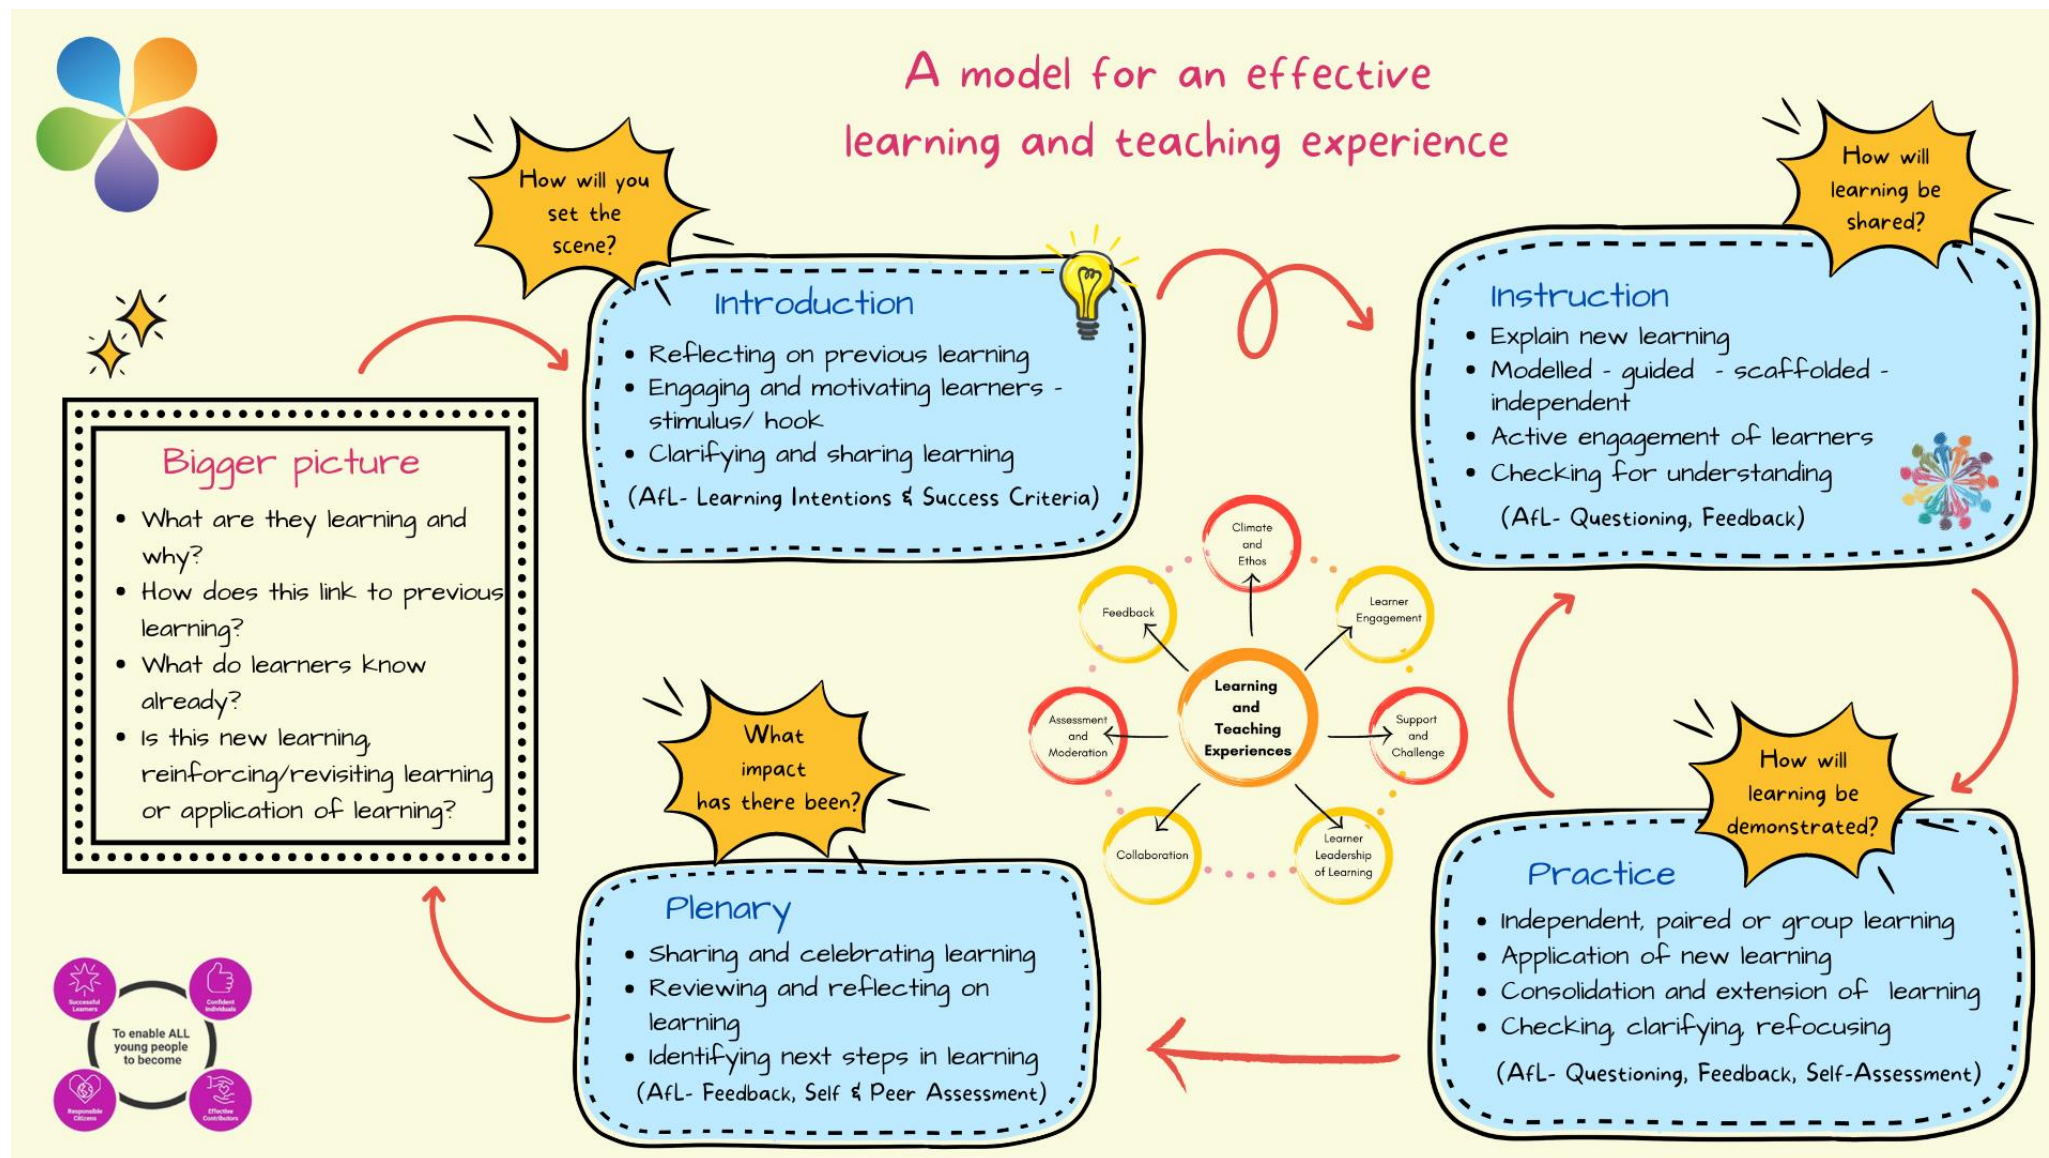 A model for an effective
learning and teaching experience
How will you
set the
scene?
Introduction
• Reflecting on previous learning
• Engaging and motivating learners -
stimulus/ hook
• Clarifying and sharing learning
(AfL- Learning Intentions & Success Criteria)
How will
learning be
shared?
Instruction
• Explain new learning
• Modelled - guided - scaffolded -
independent
• Active engagement of learners
• Checking for understanding
(AfL- Questioning, Feedback)
Bigger picture
• What are they learning and
why?
• How does this link to previous
learning?
• What do learners know
already?
• Is this new learning,
reinforcing/revisiting learning
or application of learning?
Learning
and
Teaching
Experiences
Climate
and
Ethos
Learner
Engagement
Support
and
Challenge
Learner
Leadership
of Learning
Collaboration
Assessment
and
Moderation
Feedback
How will
learning be
demonstrated?
Practice
• Independent, paired or group learning
• Application of new learning
• Consolidation and extension of learning
• Checking, clarifying, refocusing
(AfL- Questioning, Feedback, Self-Assessment)
What
impact
has there been?
Plenary
• Sharing and celebrating learning
• Reviewing and reflecting on
learning
• Identifying next steps in learning
(AfL- Feedback, Self & Peer Assessment)
Successful
Learners
Confident
Individuals
To enable ALL
young people
to become
Responsible
Citizens
Effective
Contributors